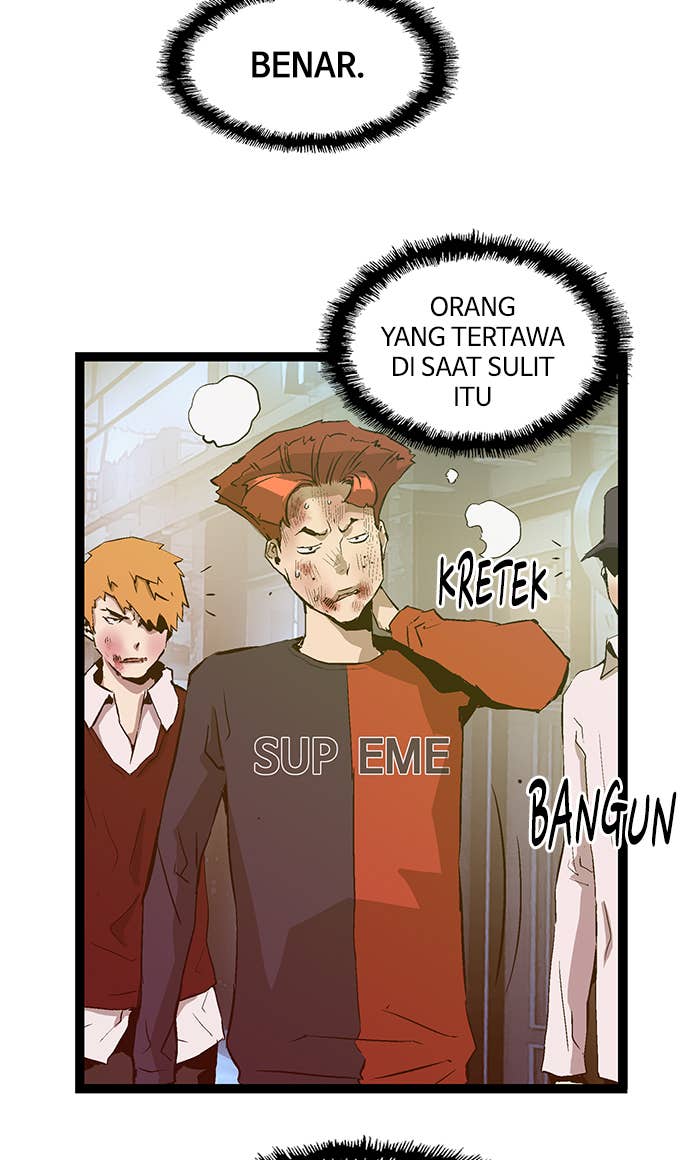 BENAR.
ORANG
YANG TERTAWA
DI SAAT SULIT
ITU
KRETEK
SUP EME
BANGUN